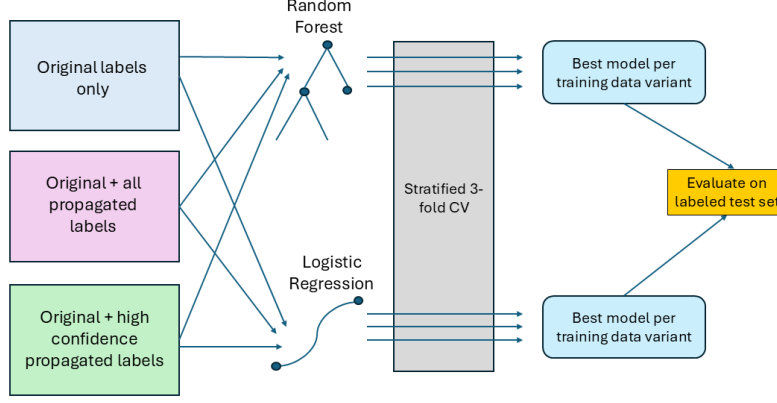 Random
Forest
Original labels
only
Best model per
training data variant
Original + all
propagated
labels
Stratified 3-
fold CV
Evaluate on
labeled test set
Logistic
Regression
Original + high
confidence
propagated labels
Best model per
training data variant